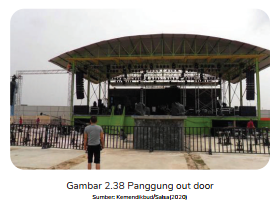 Gambar 2.38 Panggung out door
Sumber: Kemendikbud/Salsa(2020)